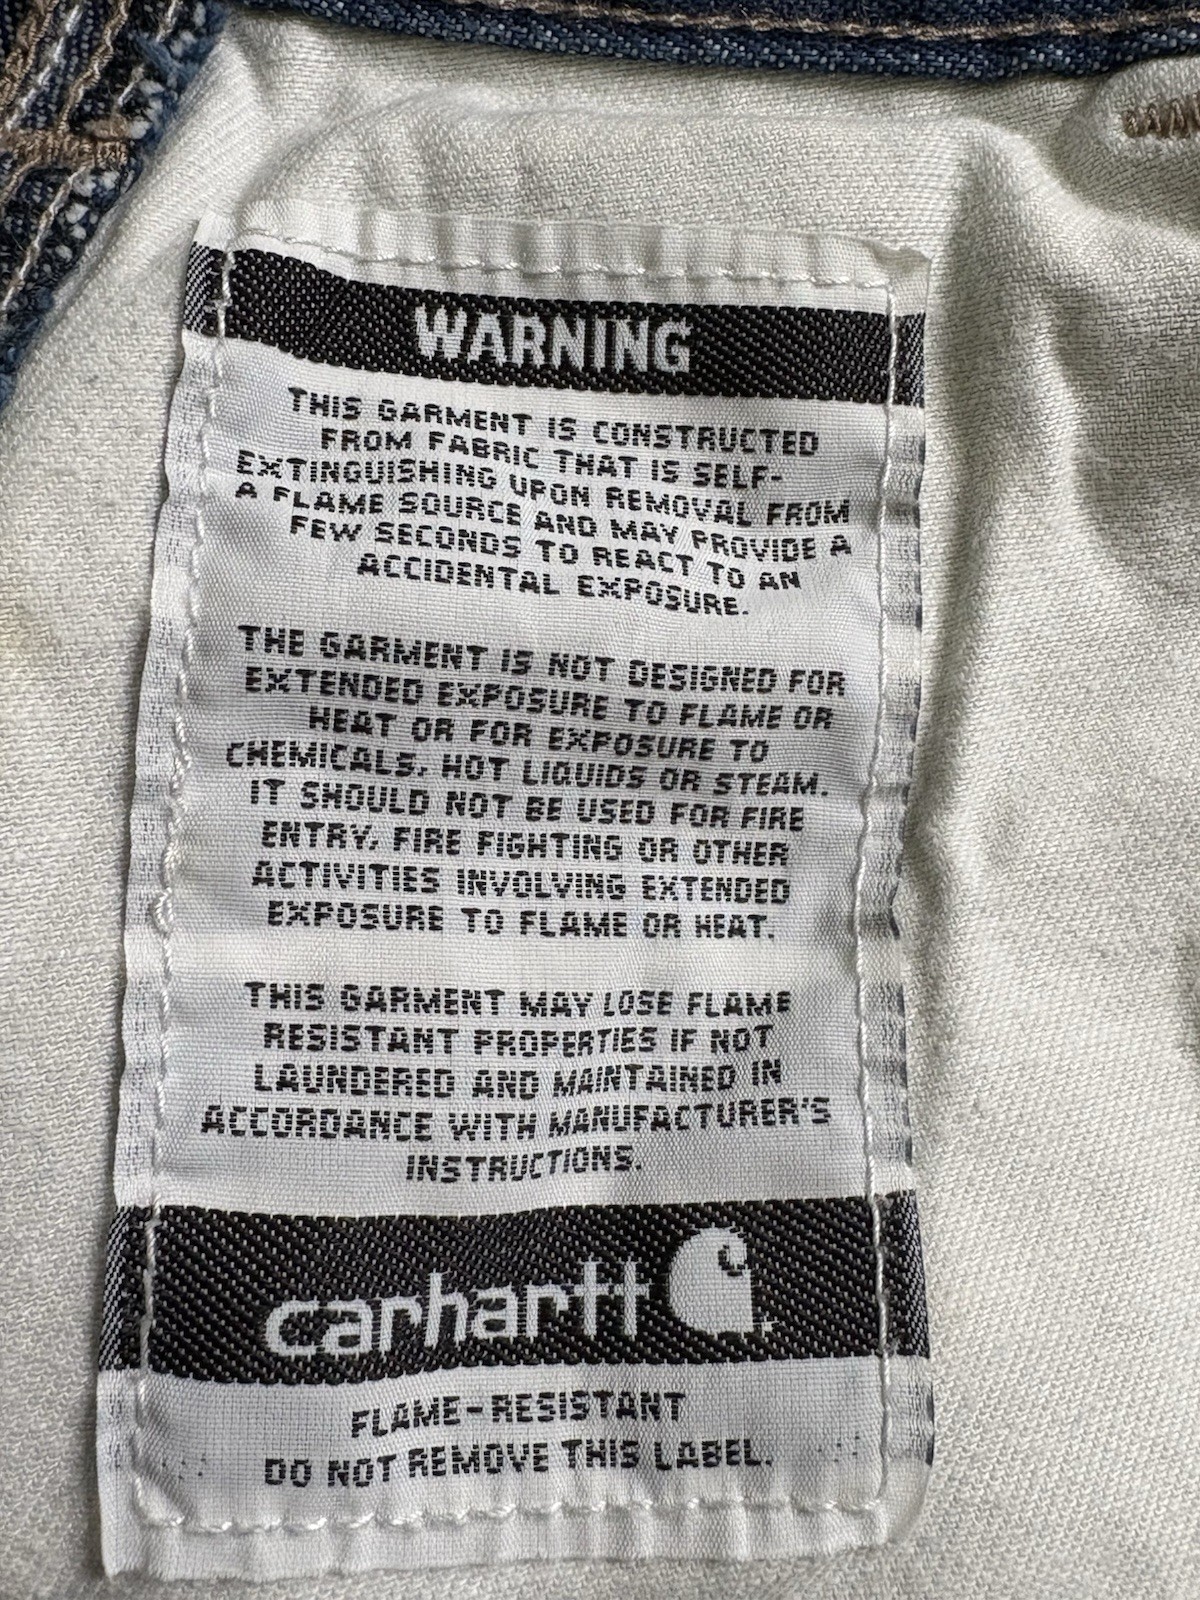 WARNING
THIS GARMENT IS CONSTRUCTED
FROM FABRIC THAT IS SELF-
EXTINGUISHING UPON REMOVAL FROM
A FLAME SOURCE AND MAY PROVIDE A
FEW SECONDS TO REACT TO AN
ACCIDENTAL EXPOSURE.
THE GARMENT IS NOT DESIGNED FOR
EXTENDED EXPOSURE TO FLAME OR
HEAT OR FOR EXPOSURE TO
CHEMICALS, HOT LIQUIDS OR STEAM.
IT SHOULD NOT BE USED FOR FIRE
ENTRY, FIRE FIGHTING OR OTHER
ACTIVITIES INVOLVING EXTENDED
EXPOSURE TO FLAME OR HEAT.
THIS GARMENT MAY LOSE FLAME
RESISTANT PROPERTIES IF NOT
LAUNDERED AND MAINTAINED IN
ACCORDANCE WITH MANUFACTURER'S
INSTRUCTIONS.
carhartt
FLAME-RESISTANT
DO NOT REMOVE THIS LABEL.